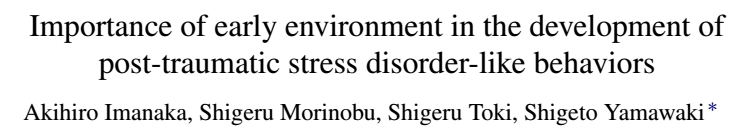 Importance of early environment in the development of
post-traumatic stress disorder-like behaviors
Akihiro Imanaka, Shigeru Morinobu, Shigeru Toki, Shigeto Yamawaki*